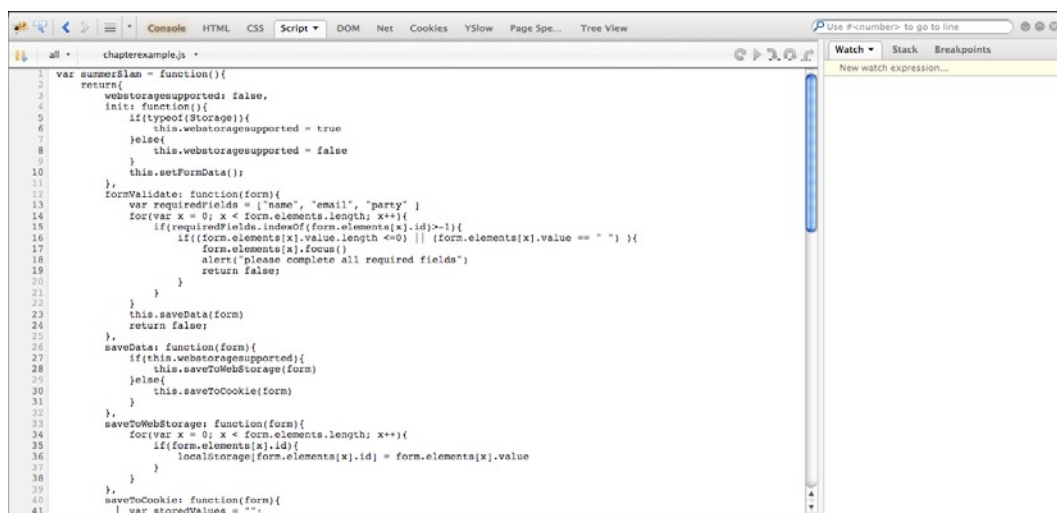 Console HTML CSS Script DOM Net Cookies YSlow Page Spe... Tree View
Use #<number> to go to line
all chapterexample.js
Watch Stack Breakpoints
New watch expression...
1 var summerSlam = function(){
2 return{
3 webstoragesupported: false,
4 init: function(){
5 if(typeof(Storage)){
6 this.webstoragesupported = true
7 }else{
8 this.webstoragesupported = false
9 }
10 this.setFormData();
11 },
12 formValidate: function(form){
13 var requiredFields = ["name", "email", "party" ]
14 for(var x = 0; x < form.elements.length; x++){
15 if(requiredFields.indexOf(form.elements[x].id)>-1){
16 if((form.elements[x].value.length <=0) || (form.elements[x].value == " ") ){
17 form.elements[x].focus()
18 alert("please complete all required fields")
19 return false;
20 }
21 }
22 }
23 this.saveData(form)
24 return false;
25 },
26 saveData: function(form){
27 if(this.webstoragesupported){
28 this.saveToWebStorage(form)
29 }else{
30 this.saveToCookie(form)
31 }
32 },
33 saveToWebStorage: function(form){
34 for(var x = 0; x < form.elements.length; x++){
35 if(form.elements[x].id){
36 localStorage[form.elements[x].id] = form.elements[x].value
37 }
38 }
39 },
40 saveToCookie: function(form){
41 var storedValues = "";